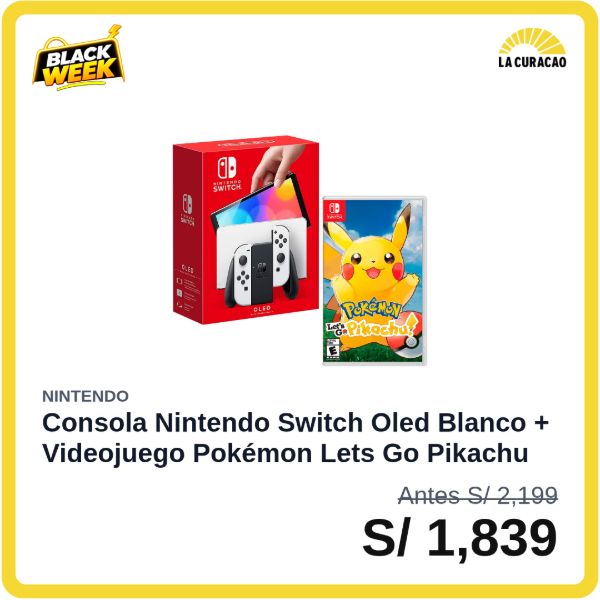 BLACK
WEEK
LA CURACAO
NINTENDO
SWITCH
OLED
Nintendo
POKÉMON
Let's Go
Pikachu!
E
NINTENDO
Consola Nintendo Switch Oled Blanco +
Videojuego Pokémon Lets Go Pikachu
Antes S/ 2,199
S/ 1,839